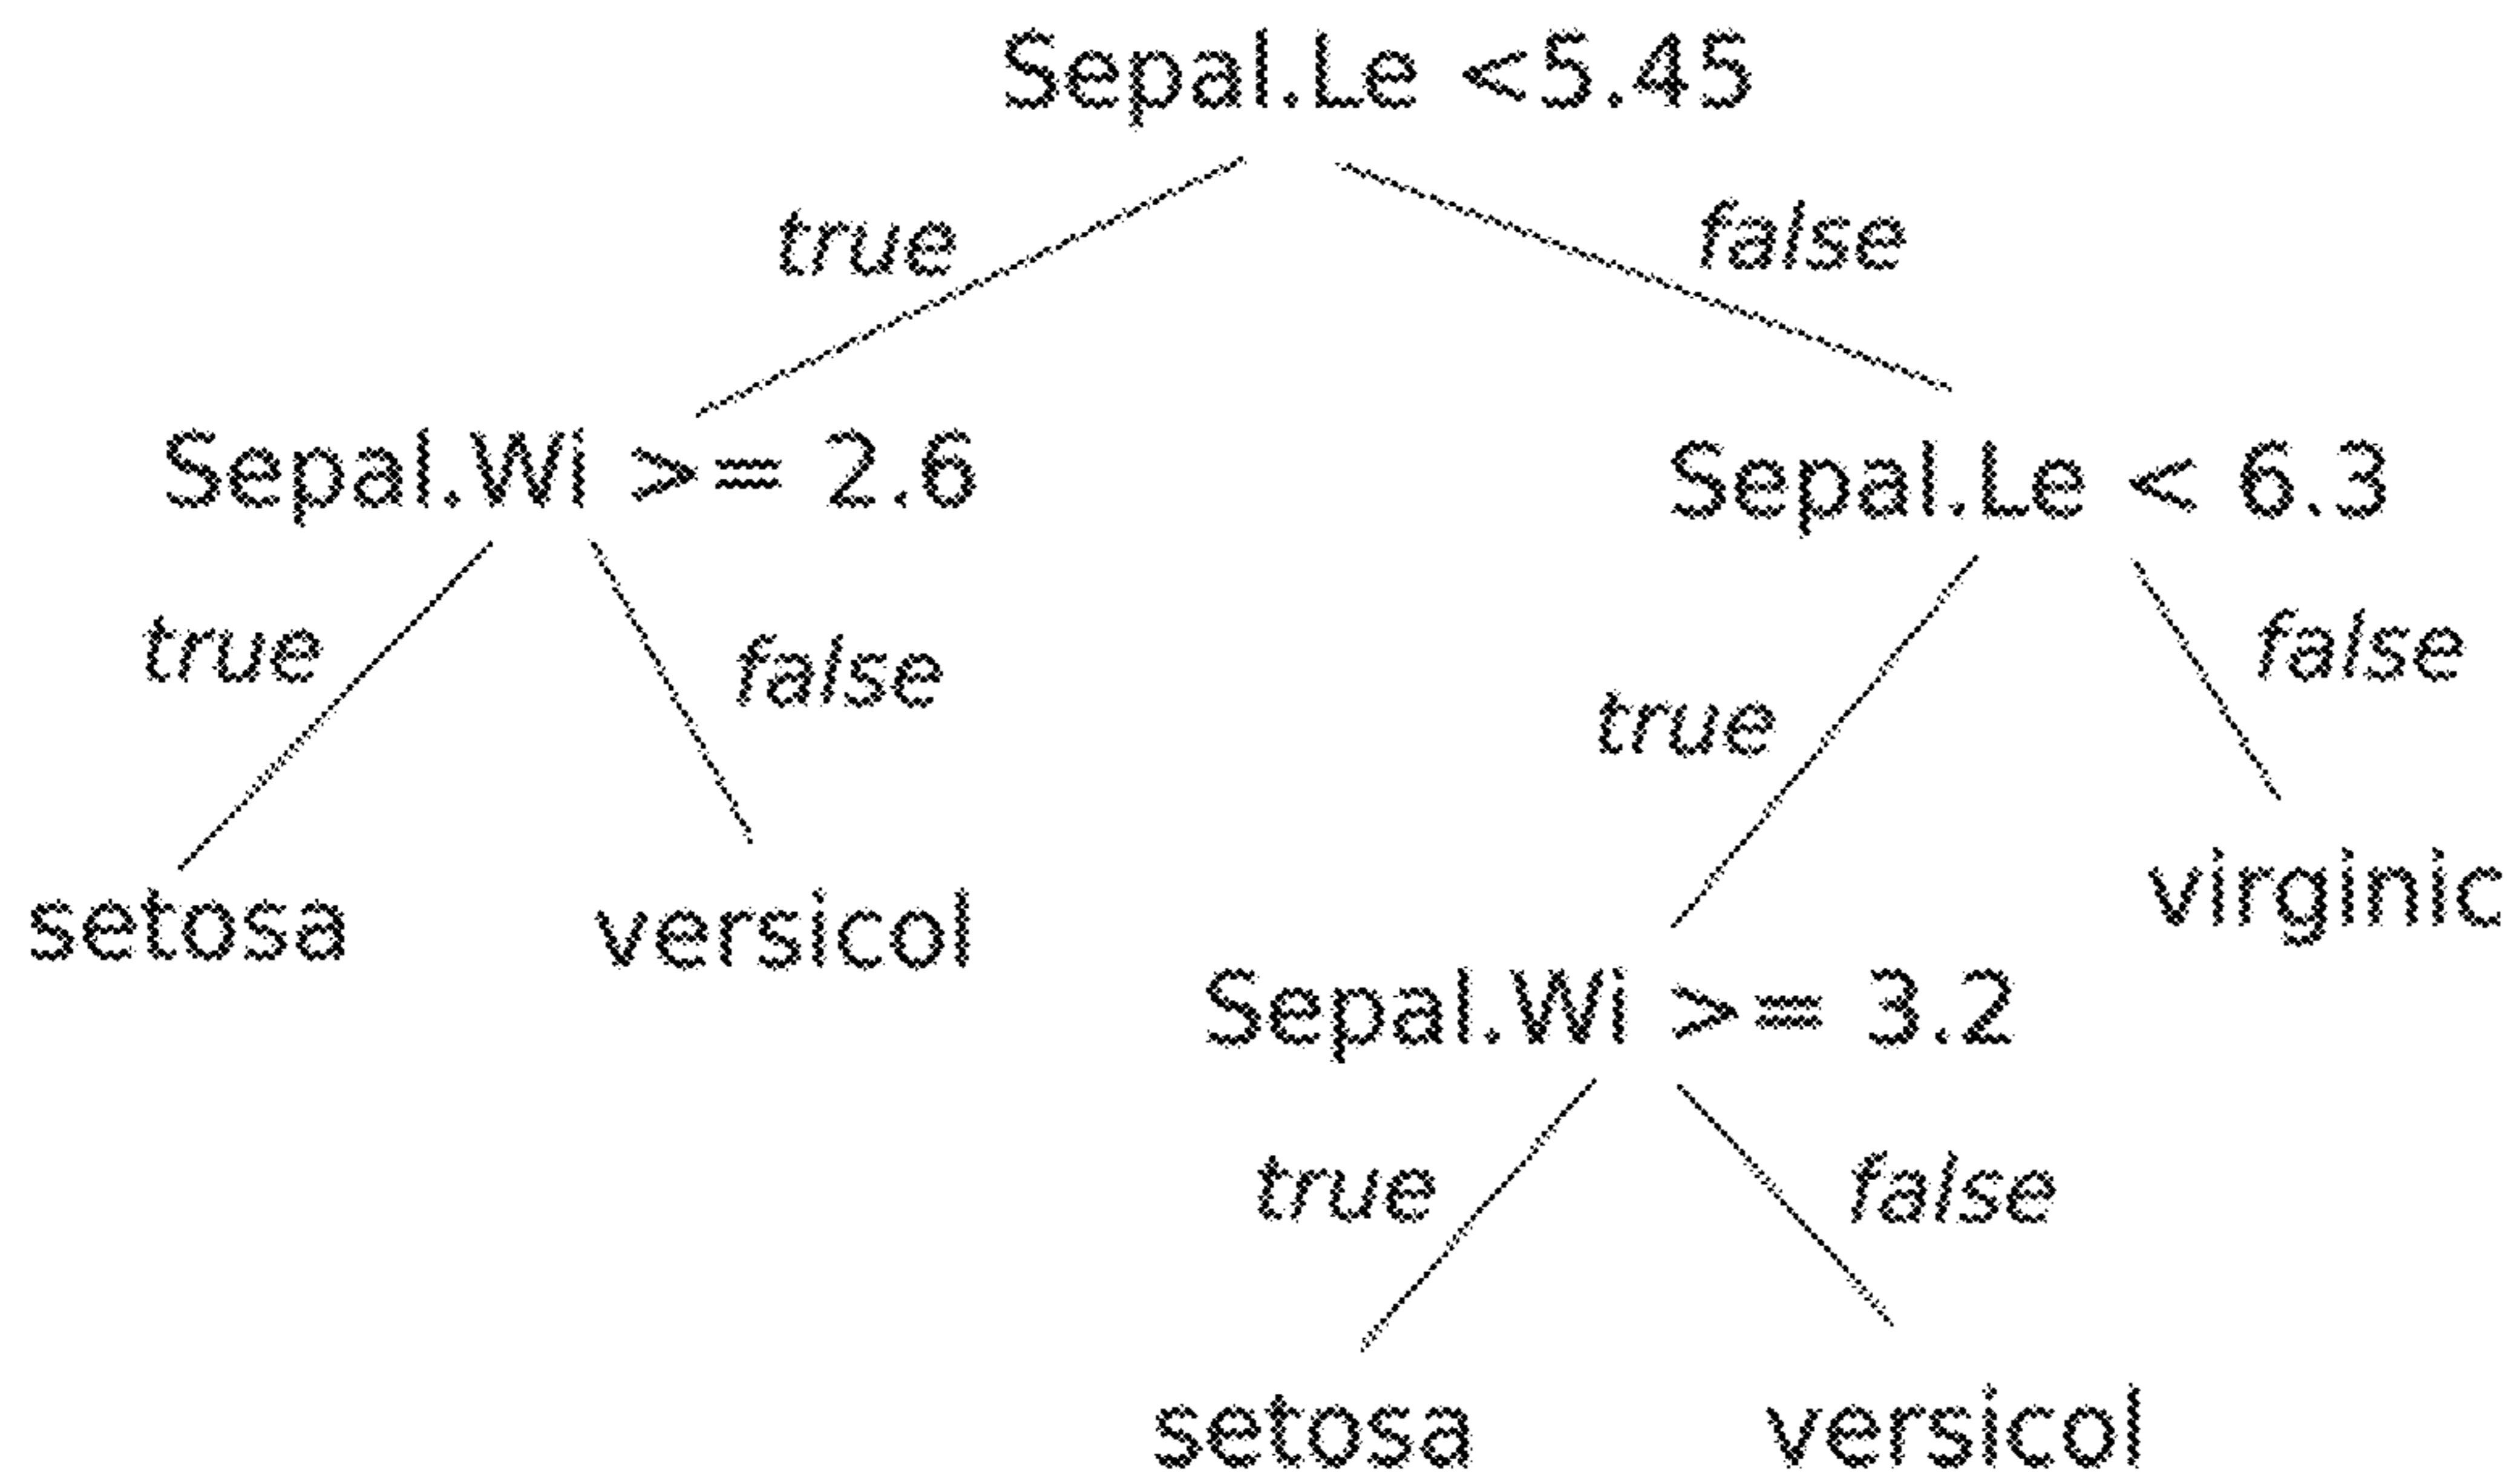 Sepal.Le <5.45
true
false
Sepal.Wi >= 2.6
Sepal.Le < 6.3
true
false
true
false
setosa
versicol
virginic
Sepal.Wi >= 3.2
true
false
setosa
versicol